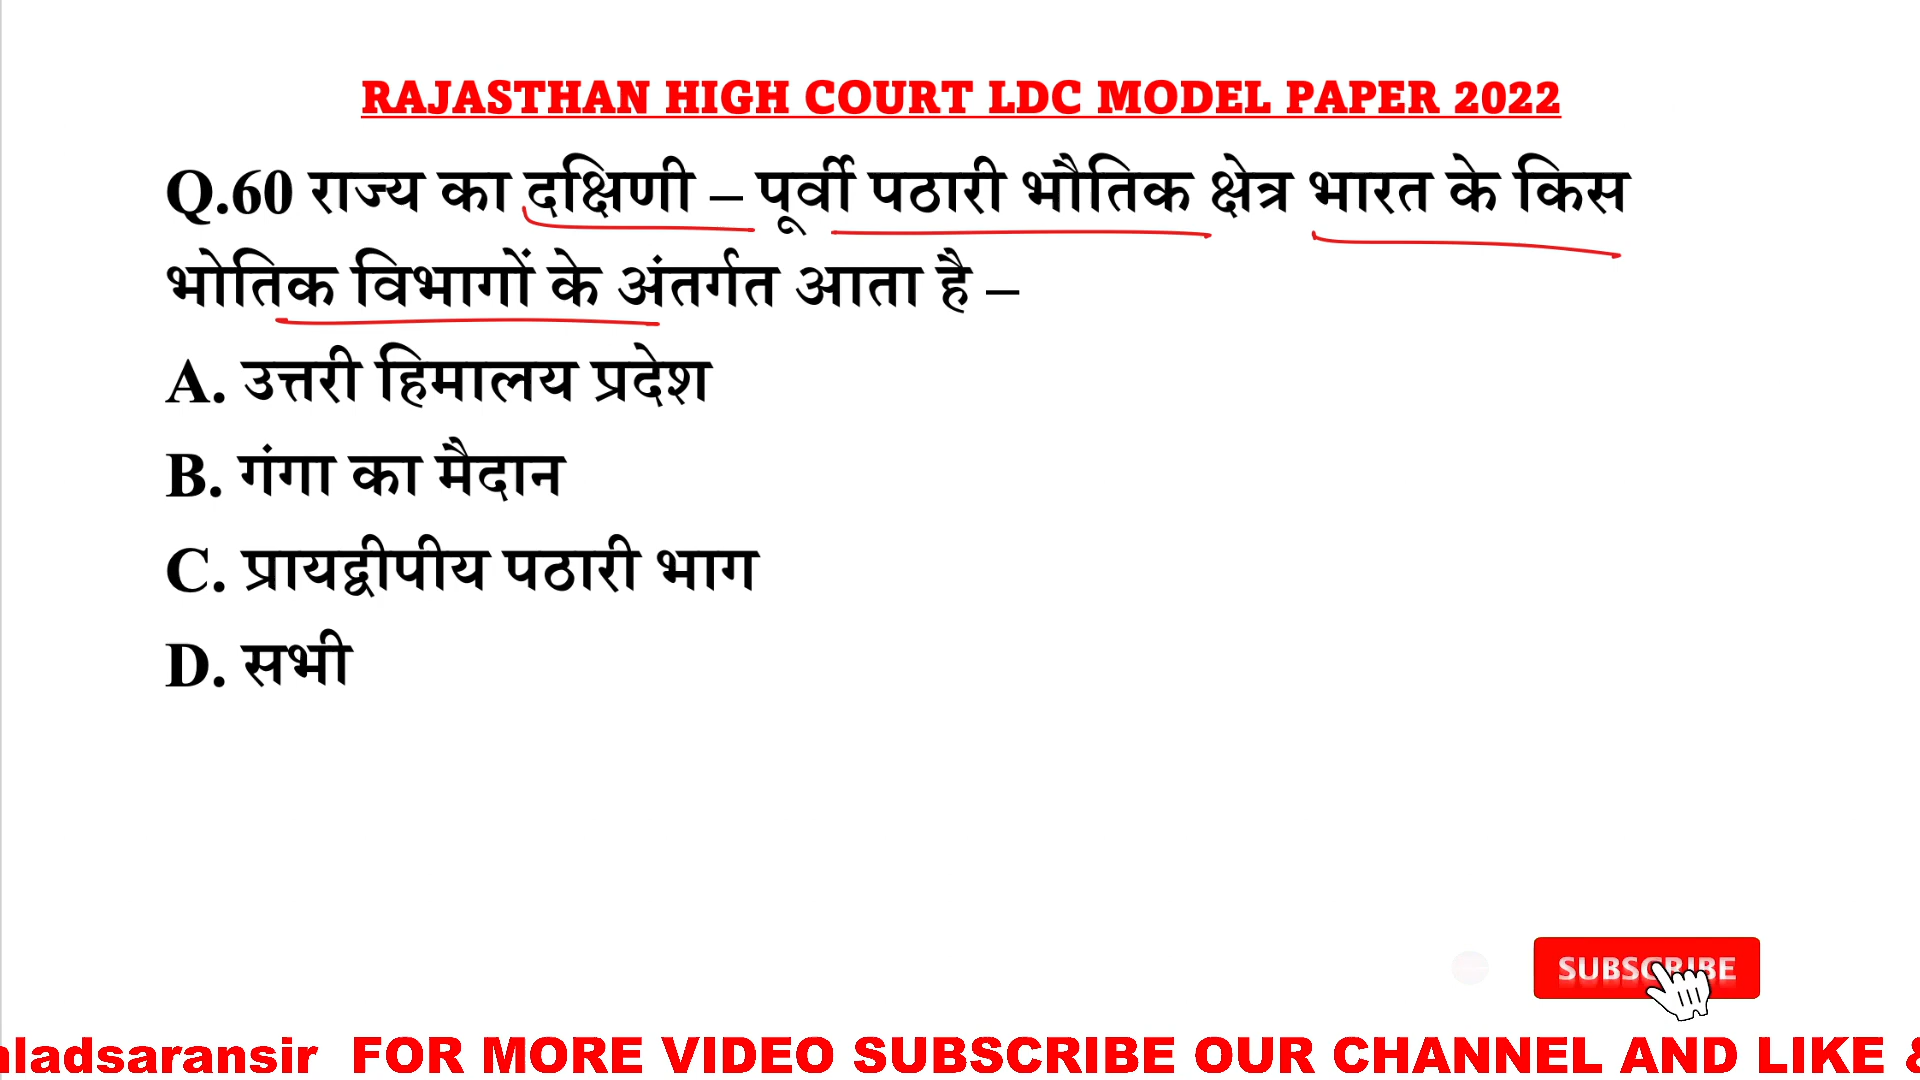 RAJASTHAN HIGH COURT LDC MODEL PAPER 2022
Q.60 राज्य का दक्षिणी – पूर्वी पठारी भौतिक क्षेत्र भारत के किस
भोतिक विभागों के अंतर्गत आता है –
A. उत्तरी हिमालय प्रदेश
B. गंगा का मैदान
C. प्रायद्वीपीय पठारी भाग
D. सभी
SUBSCRIBE
ladsaransir FOR MORE VIDEO SUBSCRIBE OUR CHANNEL AND LIKE &